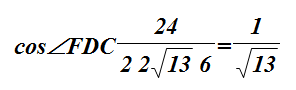 cos∠FDC 24/(2 2√13 6) = 1/√13